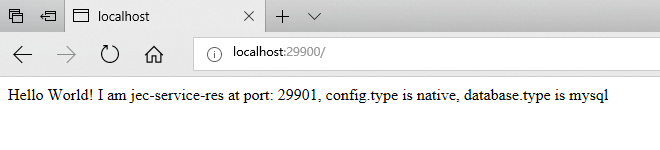 localhost
localhost:29900/
Hello World! I am jec-service-res at port: 29901, config.type is native, database.type is mysql